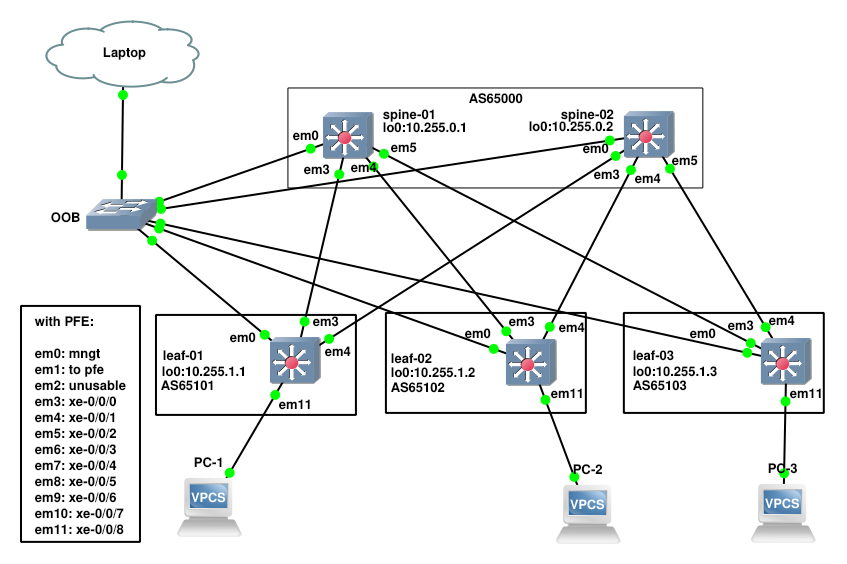 Laptop
AS65000
spine-01
lo0:10.255.0.1
spine-02
lo0:10.255.0.2
em0
em3
em4
em5
em0
em3
em4
em5
OOB
with PFE:
em0: mngt
em1: to pfe
em2: unusable
em3: xe-0/0/0
em4: xe-0/0/1
em5: xe-0/0/2
em6: xe-0/0/3
em7: xe-0/0/4
em8: xe-0/0/5
em9: xe-0/0/6
em10: xe-0/0/7
em11: xe-0/0/8
em0
em3
em4
leaf-01
lo0:10.255.1.1
AS65101
em11
em0
em3
em4
leaf-02
lo0:10.255.1.2
AS65102
em11
em0
em3
em4
leaf-03
lo0:10.255.1.3
AS65103
em11
PC-1
VPCS
PC-2
VPCS
PC-3
VPCS